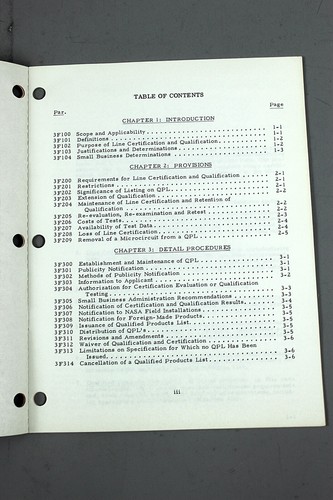 TABLE OF CONTENTS
Par. Page
CHAPTER 1: INTRODUCTION
3F100 Scope and Applicability 1-1
3F101 Definitions 1-1
3F102 Purpose of Line Certification and Qualification 1-2
3F103 Justifications and Determinations 1-2
3F104 Small Business Determinations 1-3
CHAPTER 2: PROVISIONS
3F200 Requirements for Line Certification and Qualification 2-1
3F201 Restrictions 2-1
3F202 Significance of Listing on QPL 2-2
3F203 Extension of Qualification 2-2
3F204 Maintenance of Line Certification and Retention of
Qualification 2-2
3F205 Re-evaluation, Re-examination and Retest 2-3
3F206 Costs of Tests 2-4
3F207 Availability of Test Data 2-4
3F208 Loss of Line Certification 2-4
3F209 Removal of a Microcircuit from a QPL 2-5
CHAPTER 3: DETAIL PROCEDURES
3F300 Establishment and Maintenance of QPL 3-1
3F301 Publicity Notification 3-1
3F302 Methods of Publicity Notification 3-1
3F303 Information to Applicant 3-2
3F304 Authorization for Certification Evaluation or Qualification
Testing 3-3
3F305 Small Business Administration Recommendations 3-3
3F306 Notification of Certification and Qualification Results 3-4
3F307 Notification to NASA Field Installations 3-5
3F308 Notification for Foreign-Made Products 3-5
3F309 Issuance of Qualified Products List 3-5
3F310 Distribution of QPL's 3-5
3F311 Revisions and Amendments 3-5
3F312 Waiver of Qualification and Certification 3-6
3F313 Limitations on Specification for Which no QPL Has Been
Issued 3-6
3F314 Cancellation of a Qualified Products List 3-6
iii